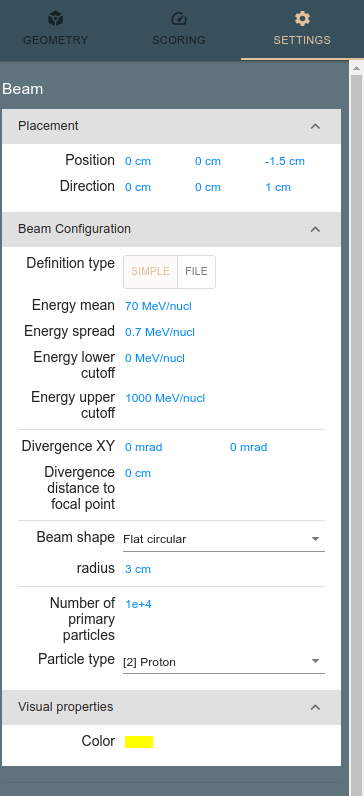 GEOMETRY SCORING SETTINGS
Beam
Placement
Position 0 cm 0 cm -1.5 cm
Direction 0 cm 0 cm 1 cm
Beam Configuration
Definition type SIMPLE FILE
Energy mean 70 MeV/nucl
Energy spread 0.7 MeV/nucl
Energy lower 0 MeV/nucl
cutoff
Energy upper 1000 MeV/nucl
cutoff
Divergence XY 0 mrad 0 mrad
Divergence 0 cm
distance to
focal point
Beam shape Flat circular
radius 3 cm
Number of 1e+4
primary
particles
Particle type [2] Proton
Visual properties
Color